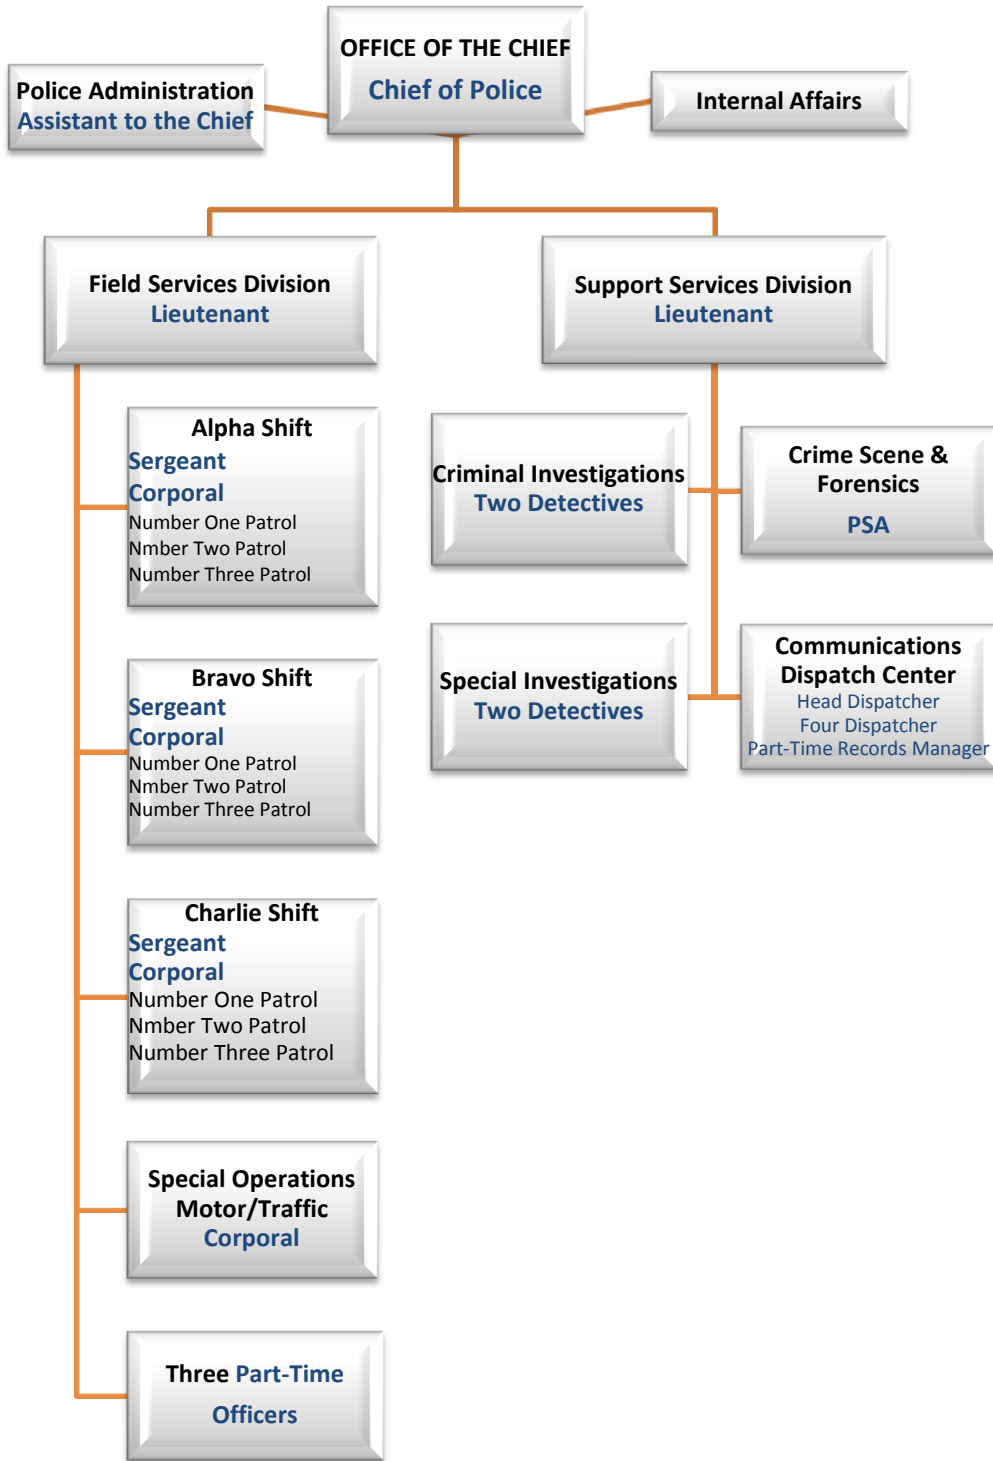 OFFICE OF THE CHIEF
Chief of Police
Police Administration
Assistant to the Chief
Internal Affairs
Field Services Division
Lieutenant
Support Services Division
Lieutenant
Alpha Shift
Sergeant
Corporal
Number One Patrol
Nmber Two Patrol
Number Three Patrol
Criminal Investigations
Two Detectives
Crime Scene &
Forensics
PSA
Bravo Shift
Sergeant
Corporal
Number One Patrol
Nmber Two Patrol
Number Three Patrol
Special Investigations
Two Detectives
Communications
Dispatch Center
Head Dispatcher
Four Dispatcher
Part-Time Records Manager
Charlie Shift
Sergeant
Corporal
Number One Patrol
Nmber Two Patrol
Number Three Patrol
Special Operations
Motor/Traffic
Corporal
Three Part-Time
Officers